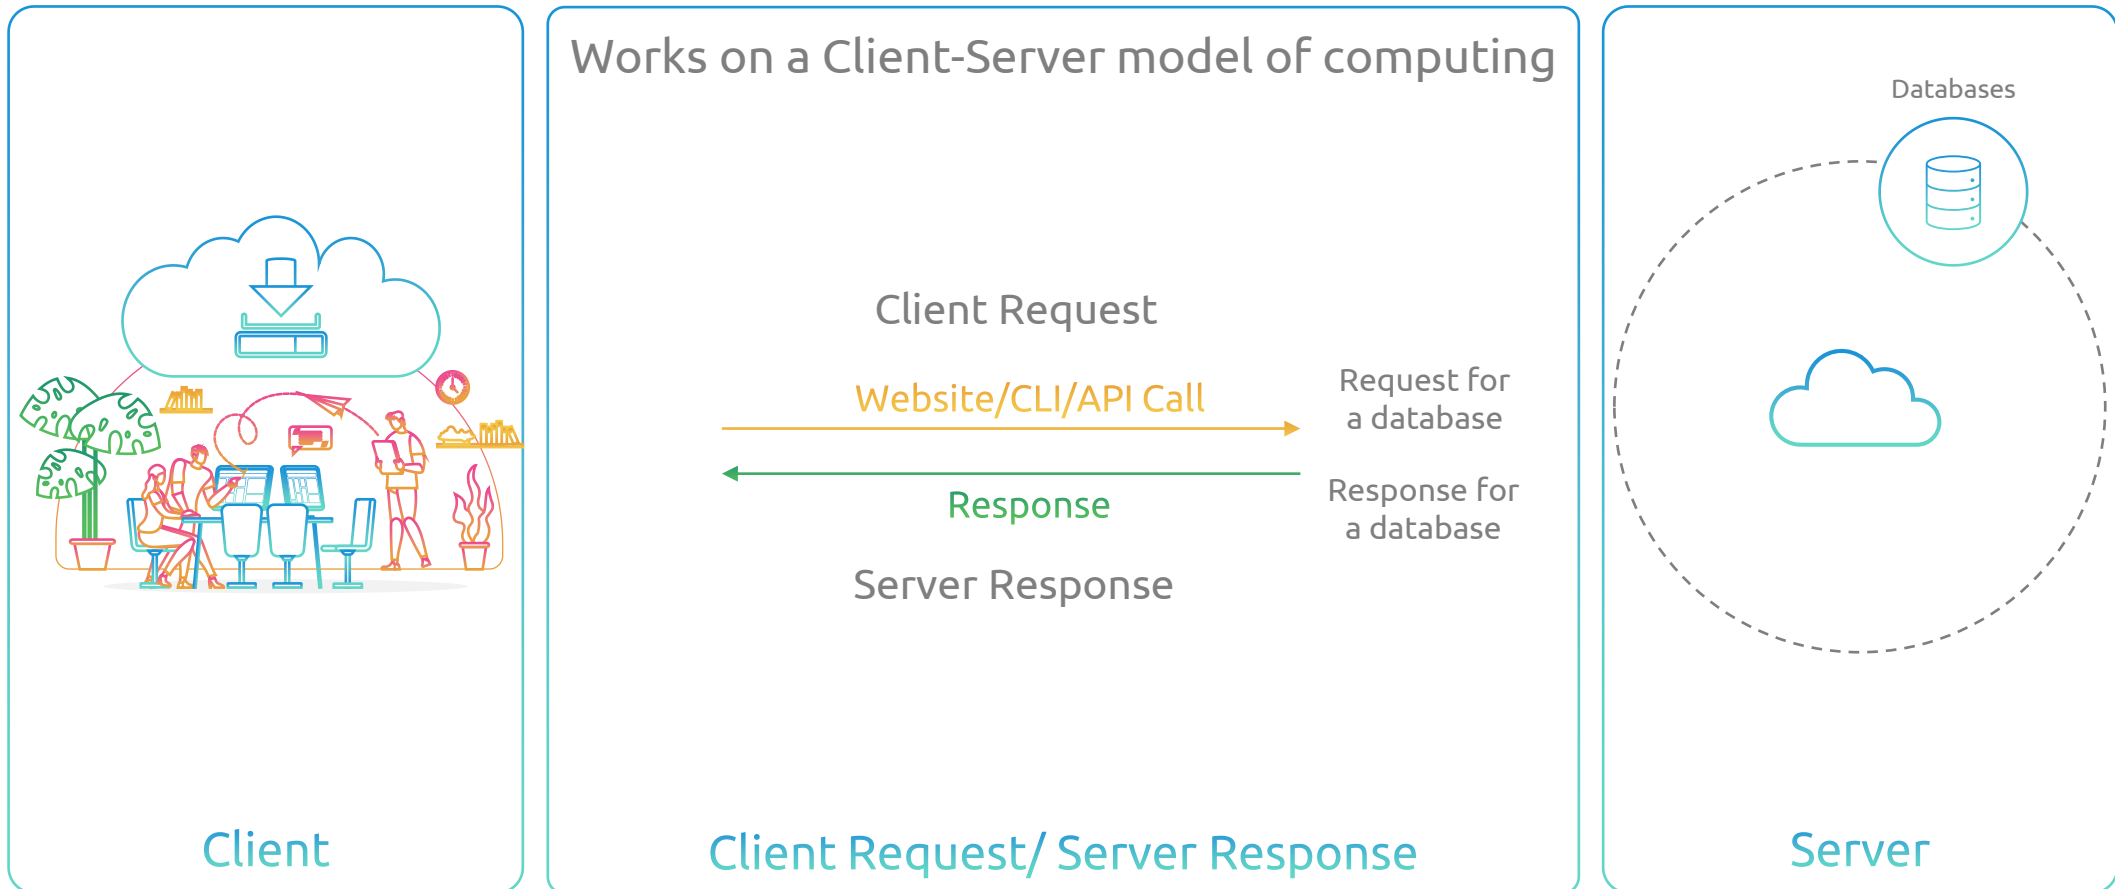 Works on a Client-Server model of computing
Databases
Client Request
Website/CLI/API Call
Request for
a database
Response
Response for
a database
Server Response
Client
Client Request/ Server Response
Server